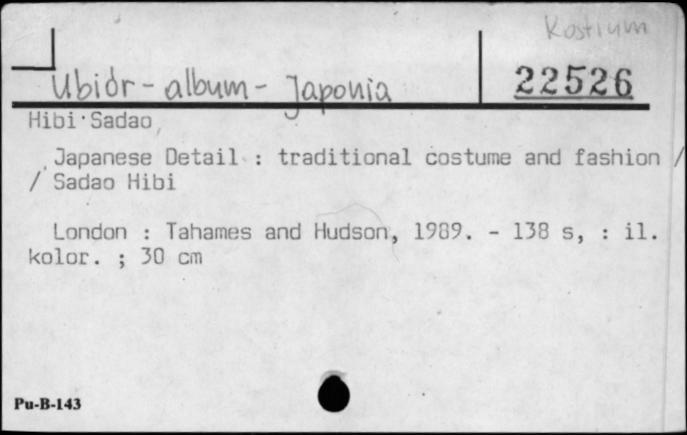 Kostium
Ubiór - album - Japonia 22526
Hibi Sadao
Japanese Detail : traditional costume and fashion /
/ Sadao Hibi
London : Tahames and Hudson, 1989. - 138 s, : il.
kolor. ; 30 cm
Pu-B-143